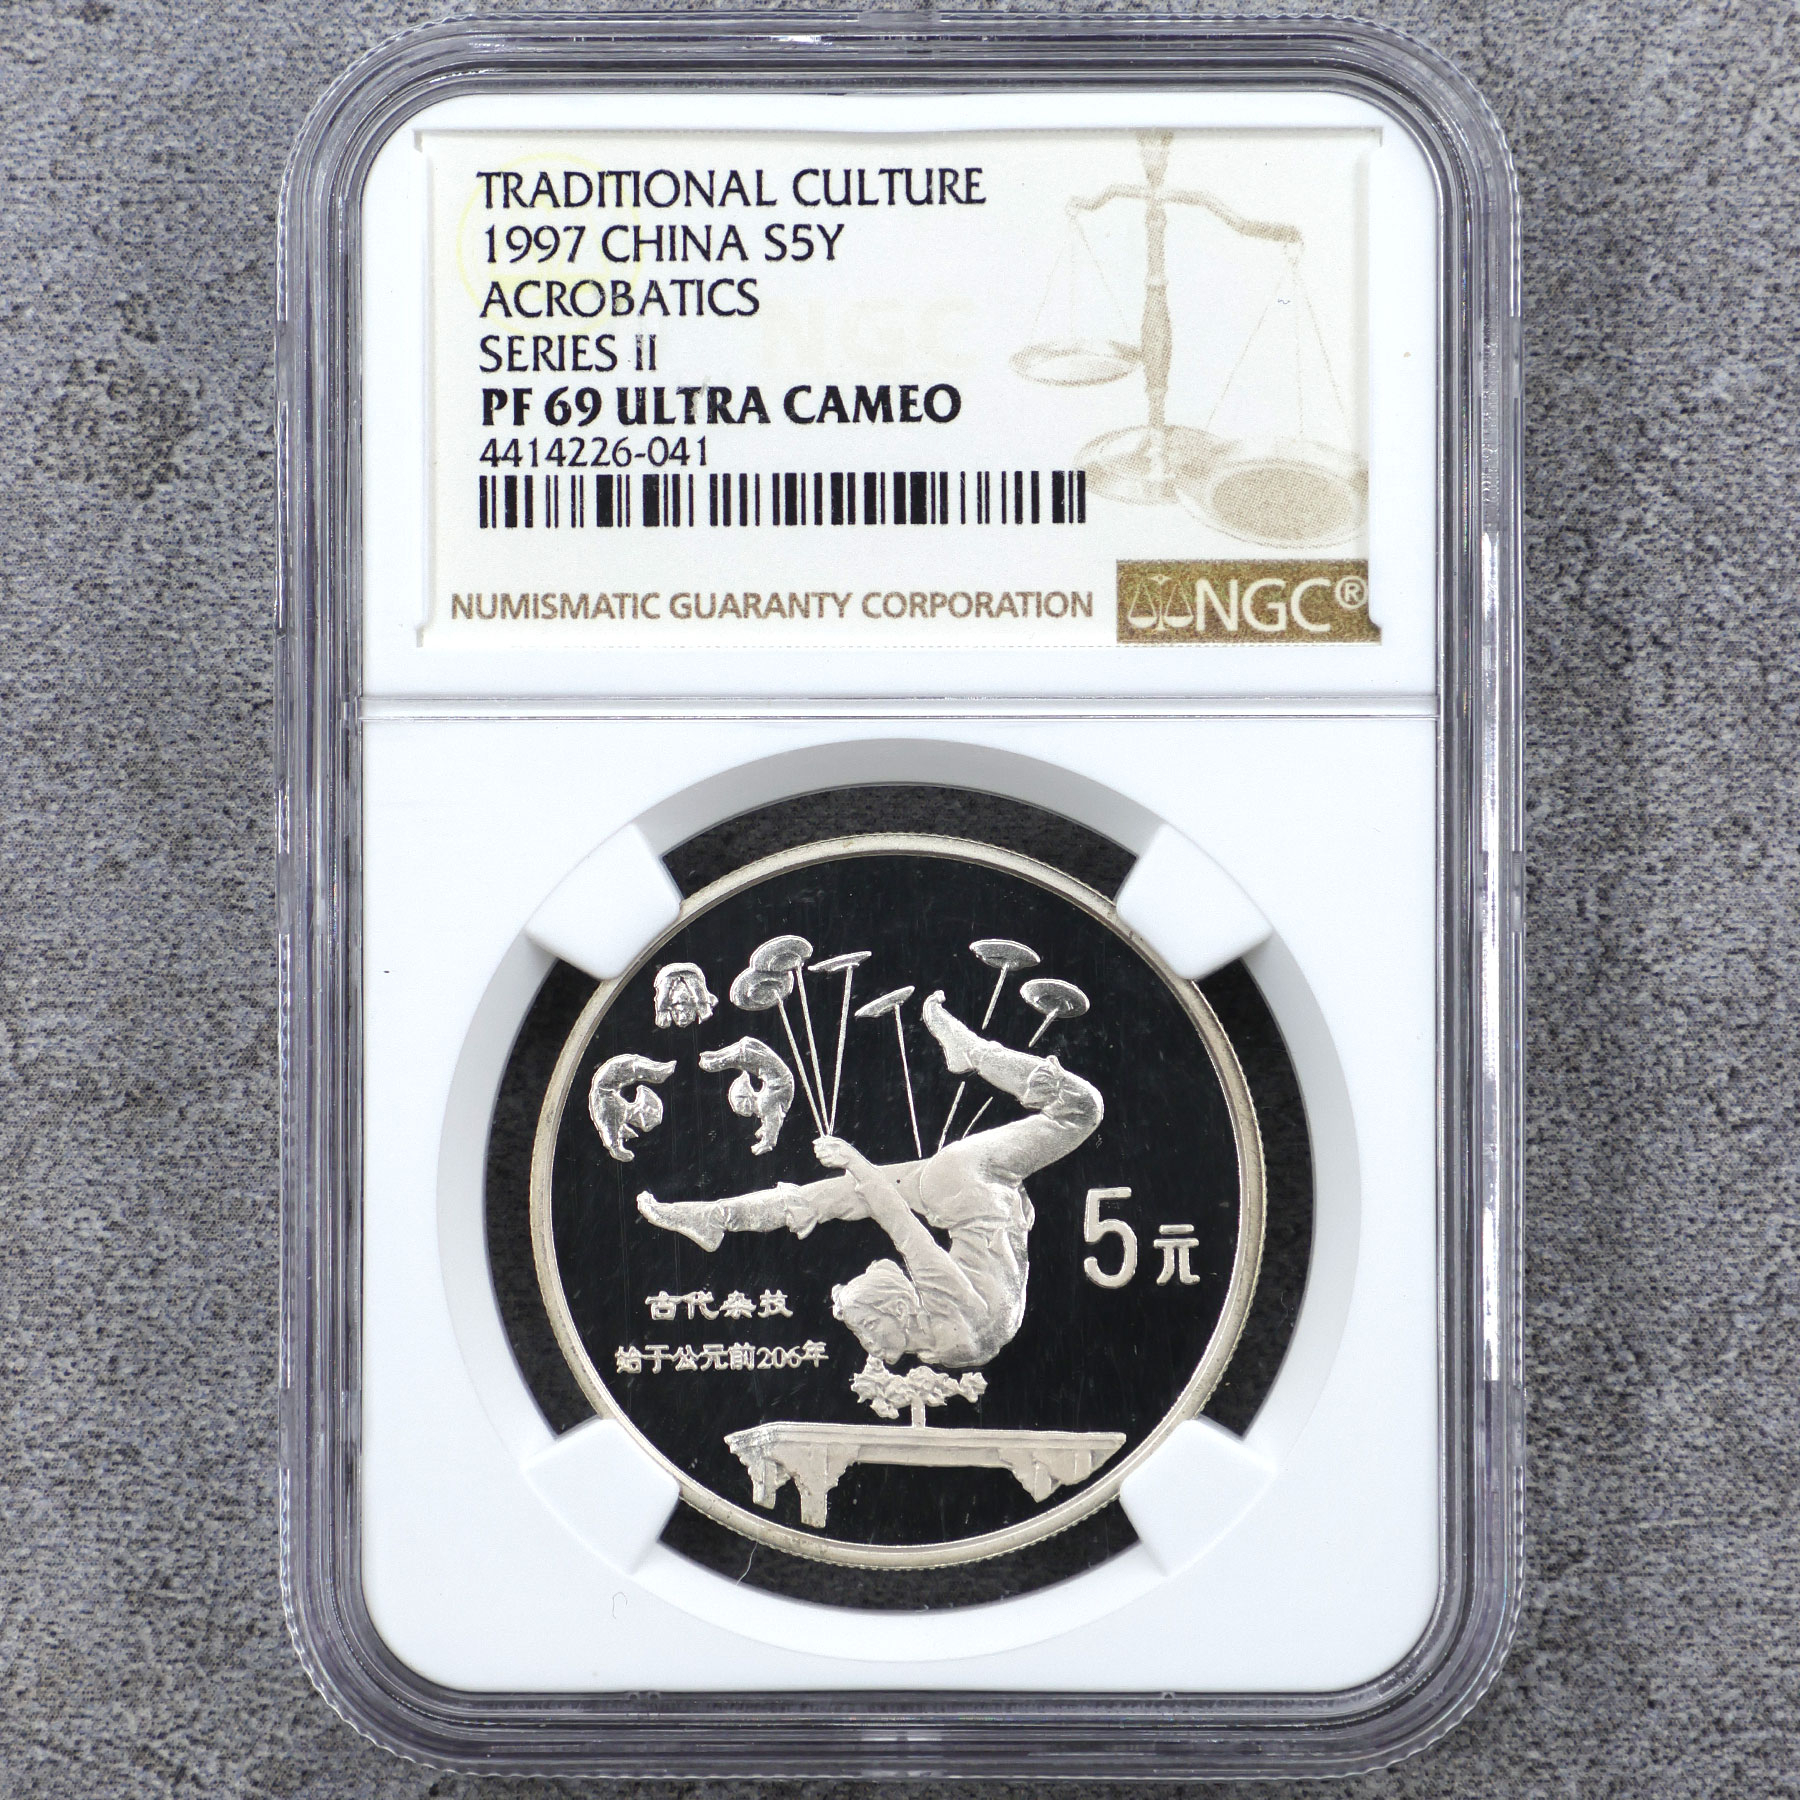 TRADITIONAL CULTURE
1997 CHINA S5Y
ACROBATICS
SERIES II
PF 69 ULTRA CAMEO
4414226-041
NUMISMATIC GUARANTY CORPORATION
NGC®
5元
古代杂技
始于公元前206年